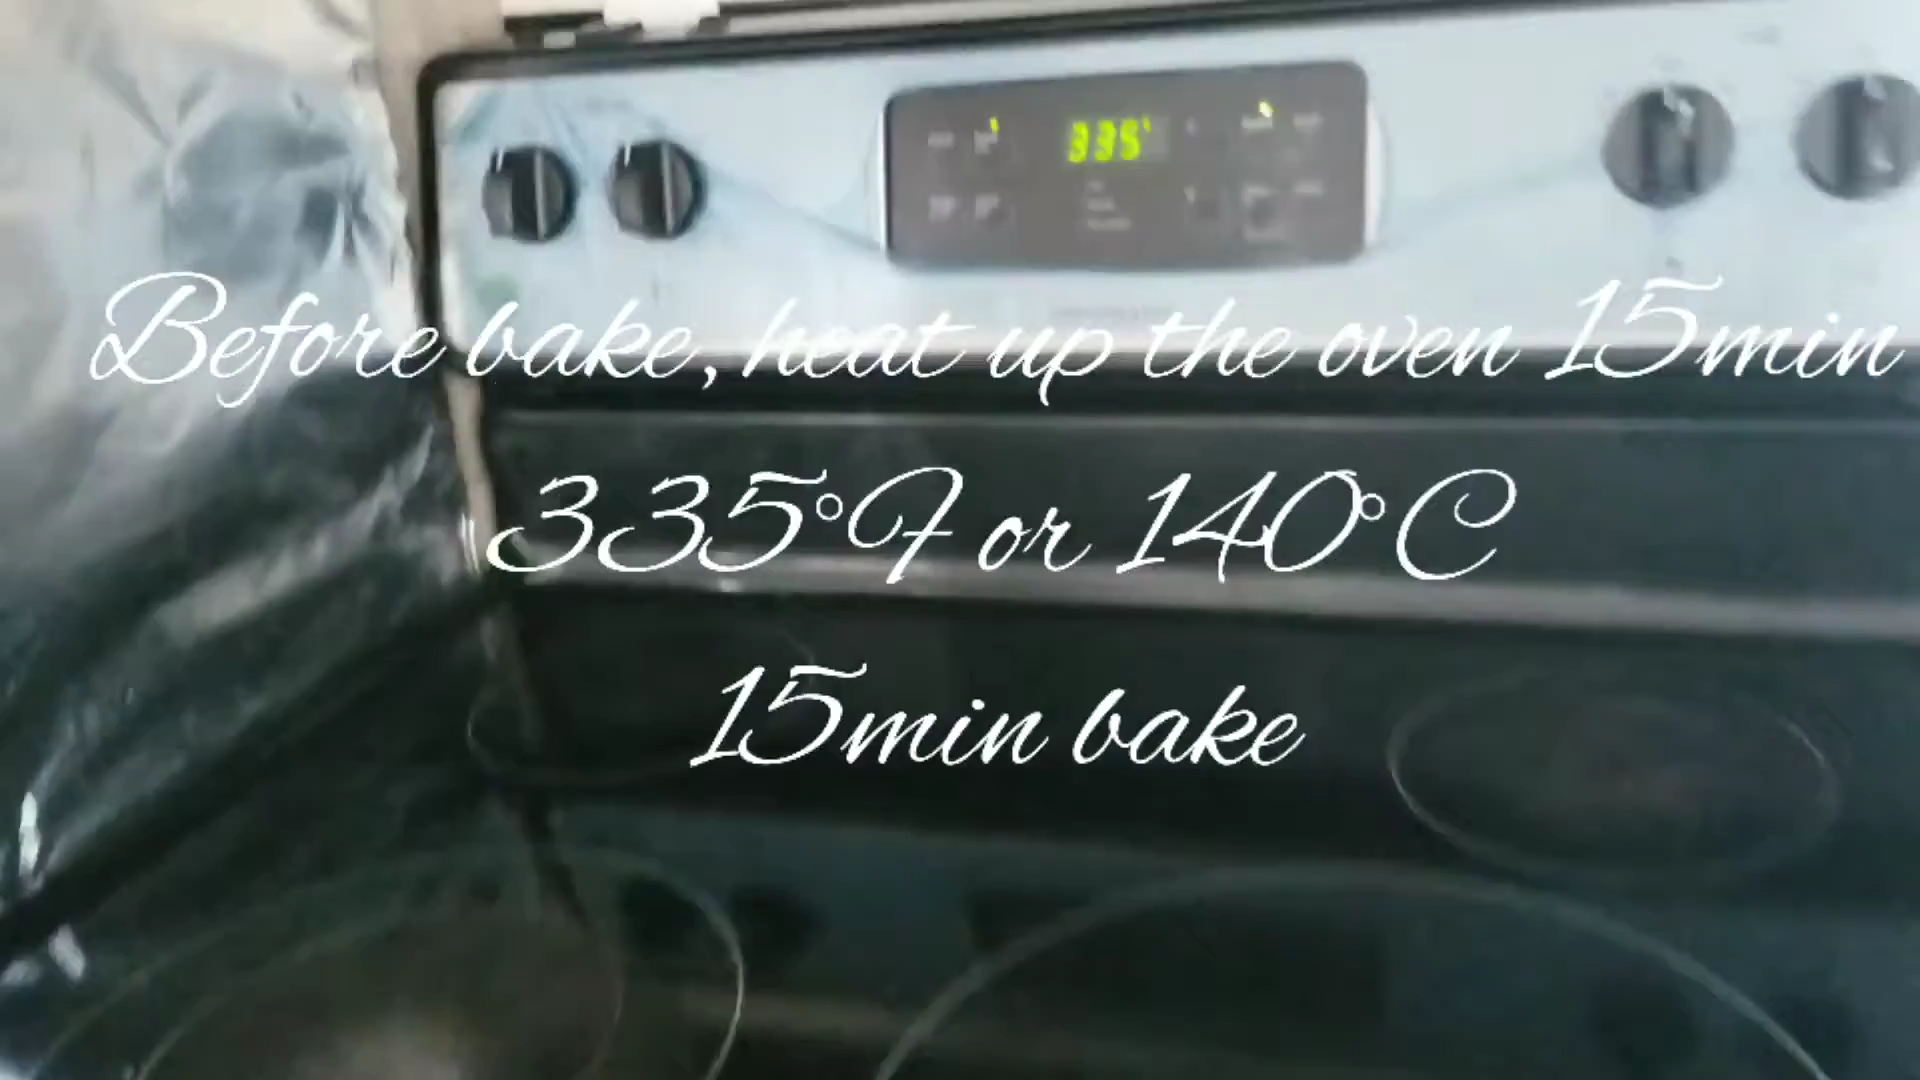 335°
Before bake, heat up the oven 15min
335°F or 140°C
15min bake